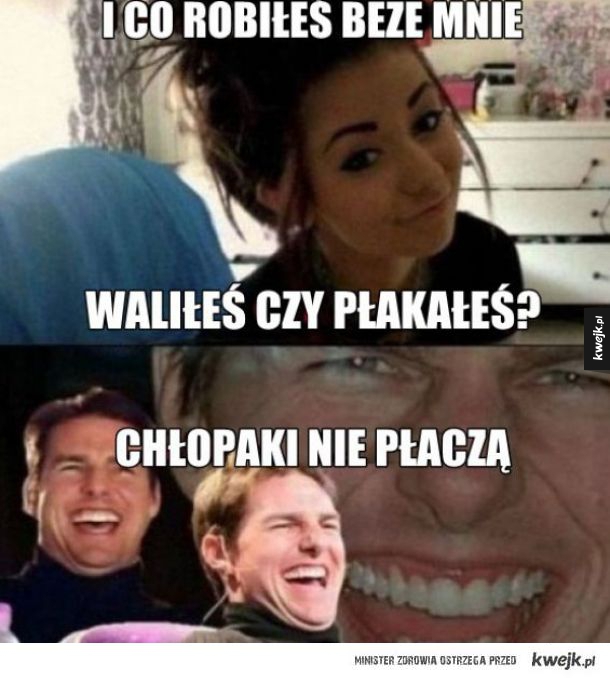 I CO ROBIŁEŚ BEZE MNIE
WALIŁEŚ CZY PŁAKAŁEŚ?
kwejk.pl
CHŁOPAKI NIE PŁACZĄ
MINISTER ZDROWIA OSTRZEGA PRZED kwejk.pl